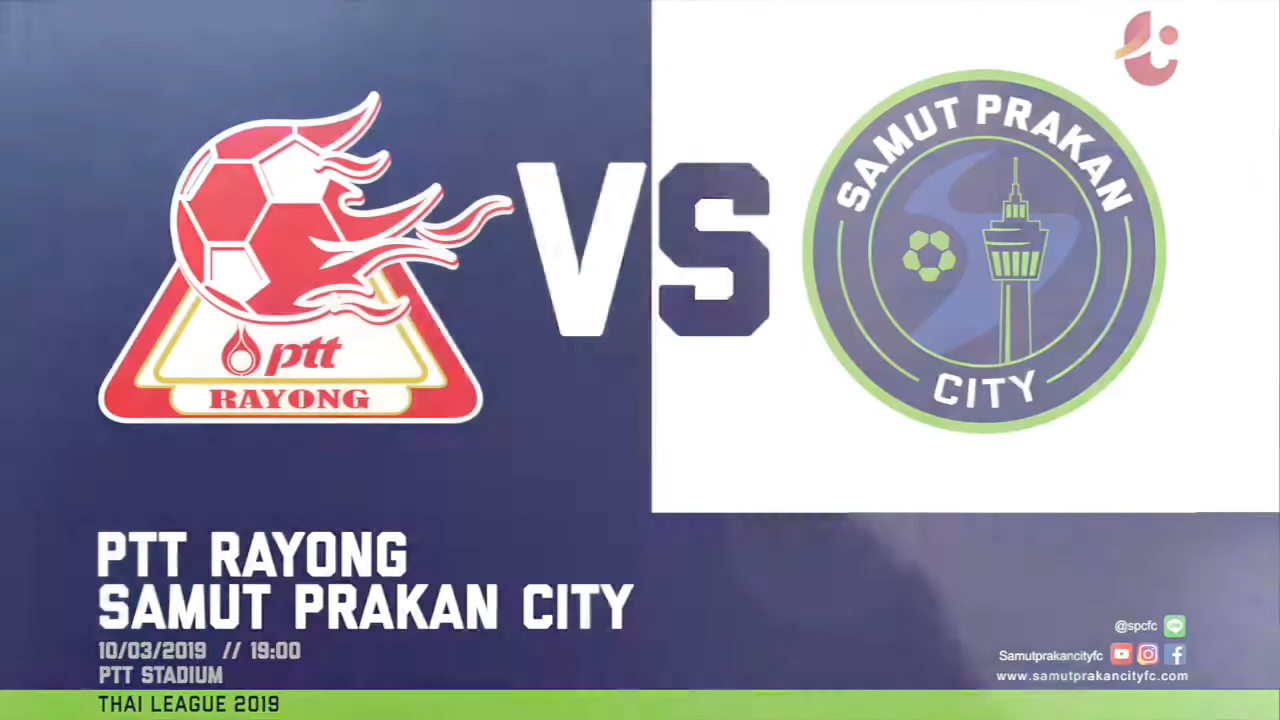 ptt
RAYONG
VS
SAMUT PRAKAN
CITY
PTT RAYONG
SAMUT PRAKAN CITY
10/03/2019 // 19:00
PTT STADIUM
THAI LEAGUE 2019
@spcfc LINE
Samutprakancityfc
www.samutprakancityfc.com